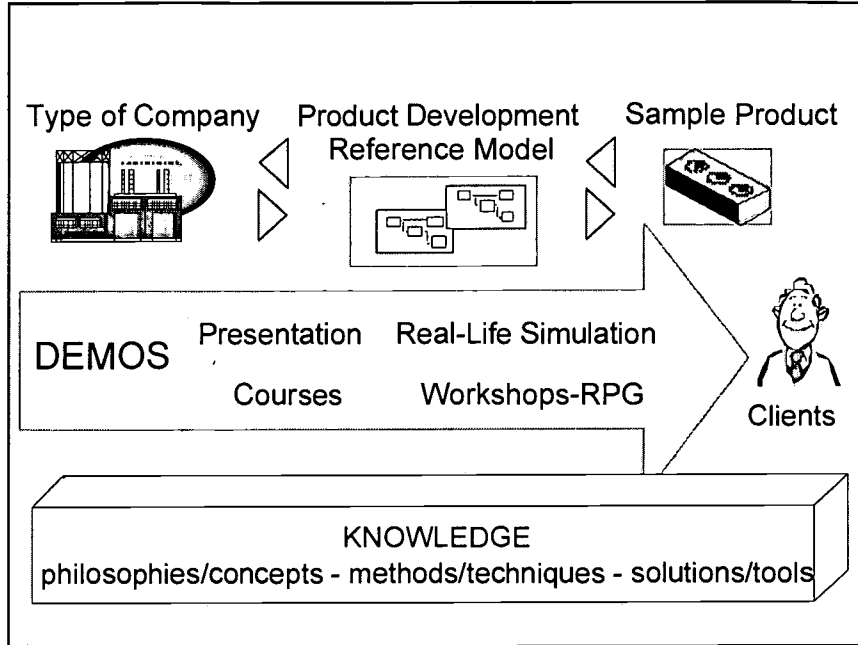 Type of Company
Product Development
Reference Model
Sample Product
DEMOS
Presentation
Real-Life Simulation
Courses
Workshops-RPG
Clients
KNOWLEDGE
philosophies/concepts - methods/techniques - solutions/tools